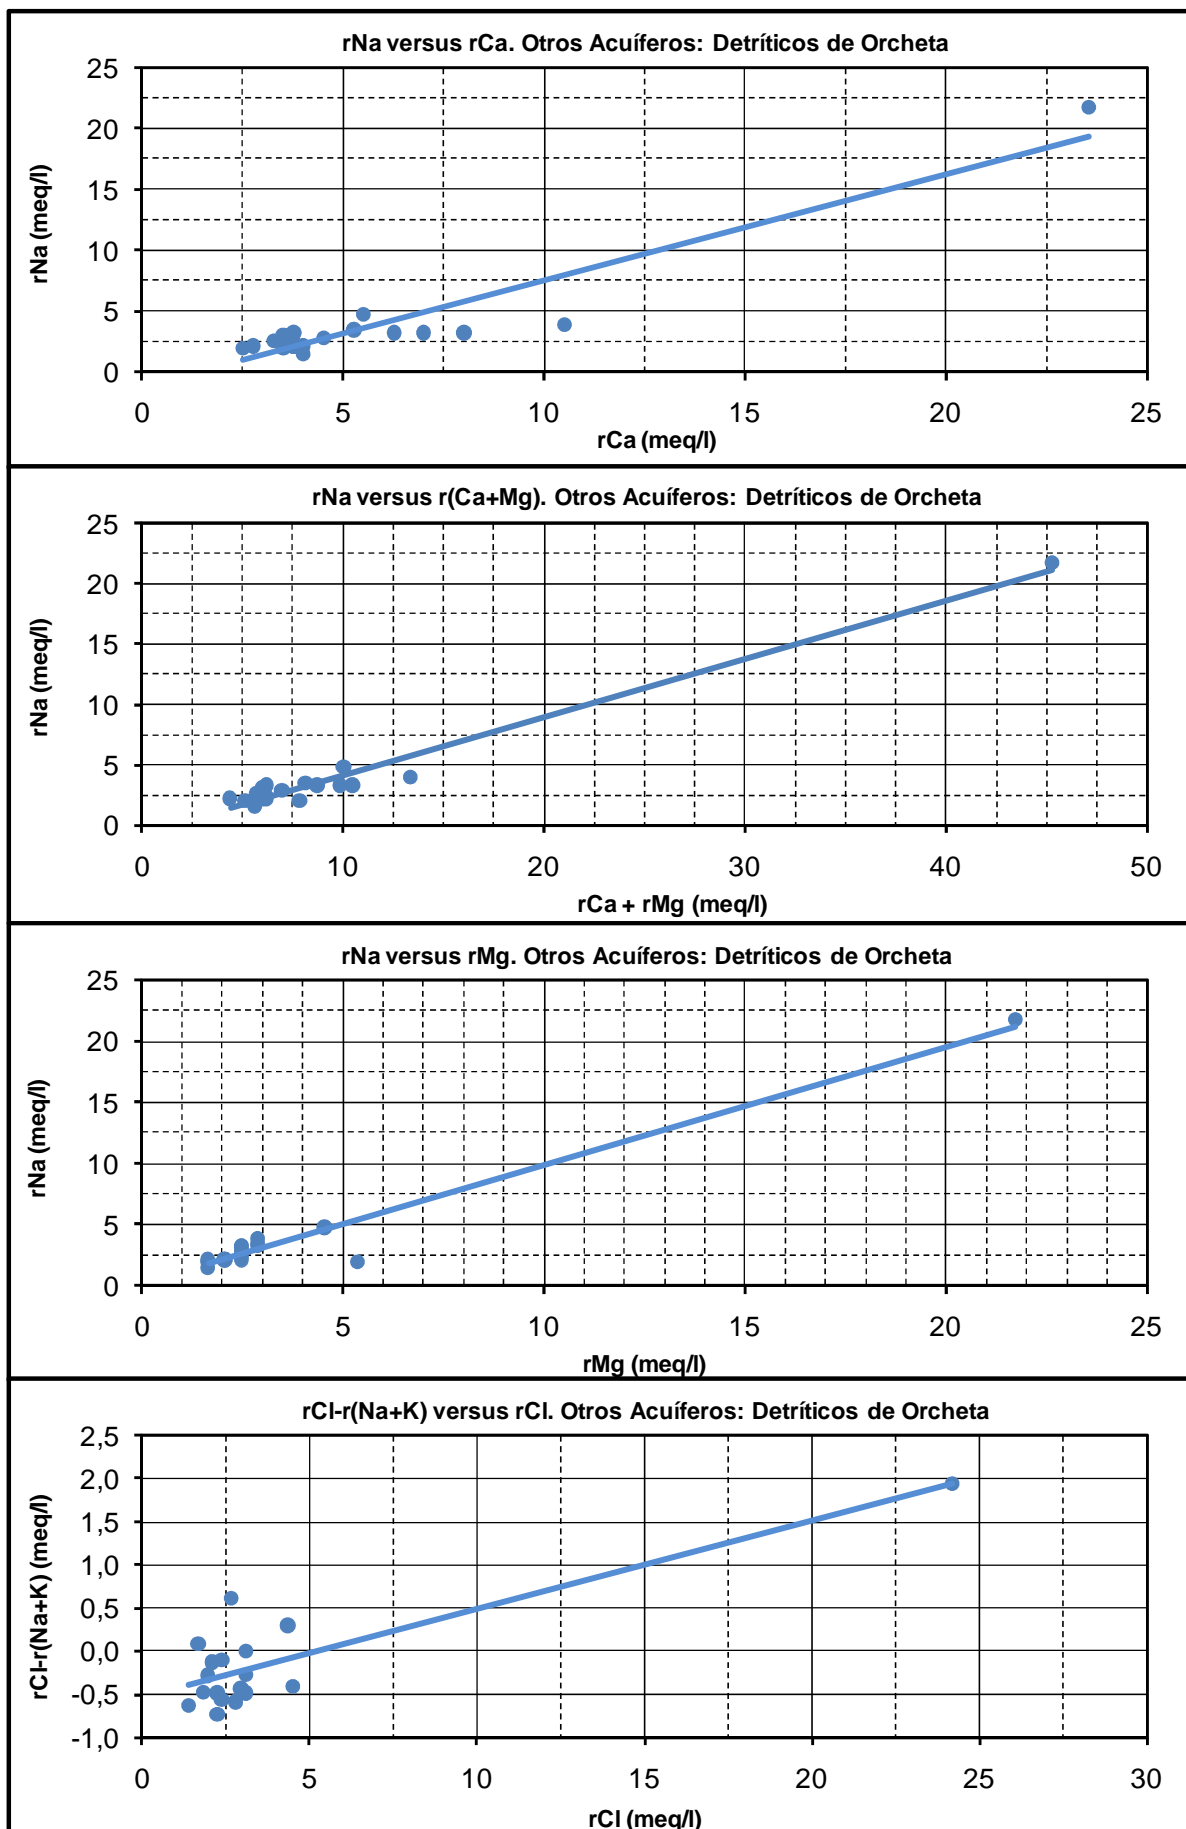 rNa versus rCa. Otros Acuíferos: Detríticos de Orcheta
25
20
15
10
5
0
rNa (meq/l)
0 5 10 15 20 25
rCa (meq/l)
rNa versus r(Ca+Mg). Otros Acuíferos: Detríticos de Orcheta
25
20
15
10
5
0
rNa (meq/l)
0 10 20 30 40 50
rCa + rMg (meq/l)
rNa versus rMg. Otros Acuíferos: Detríticos de Orcheta
25
20
15
10
5
0
rNa (meq/l)
0 5 10 15 20 25
rMg (meq/l)
rCl-r(Na+K) versus rCl. Otros Acuíferos: Detríticos de Orcheta
2,5
2,0
1,5
1,0
0,5
0,0
-0,5
-1,0
rCl-r(Na+K) (meq/l)
0 5 10 15 20 25 30
rCl (meq/l)